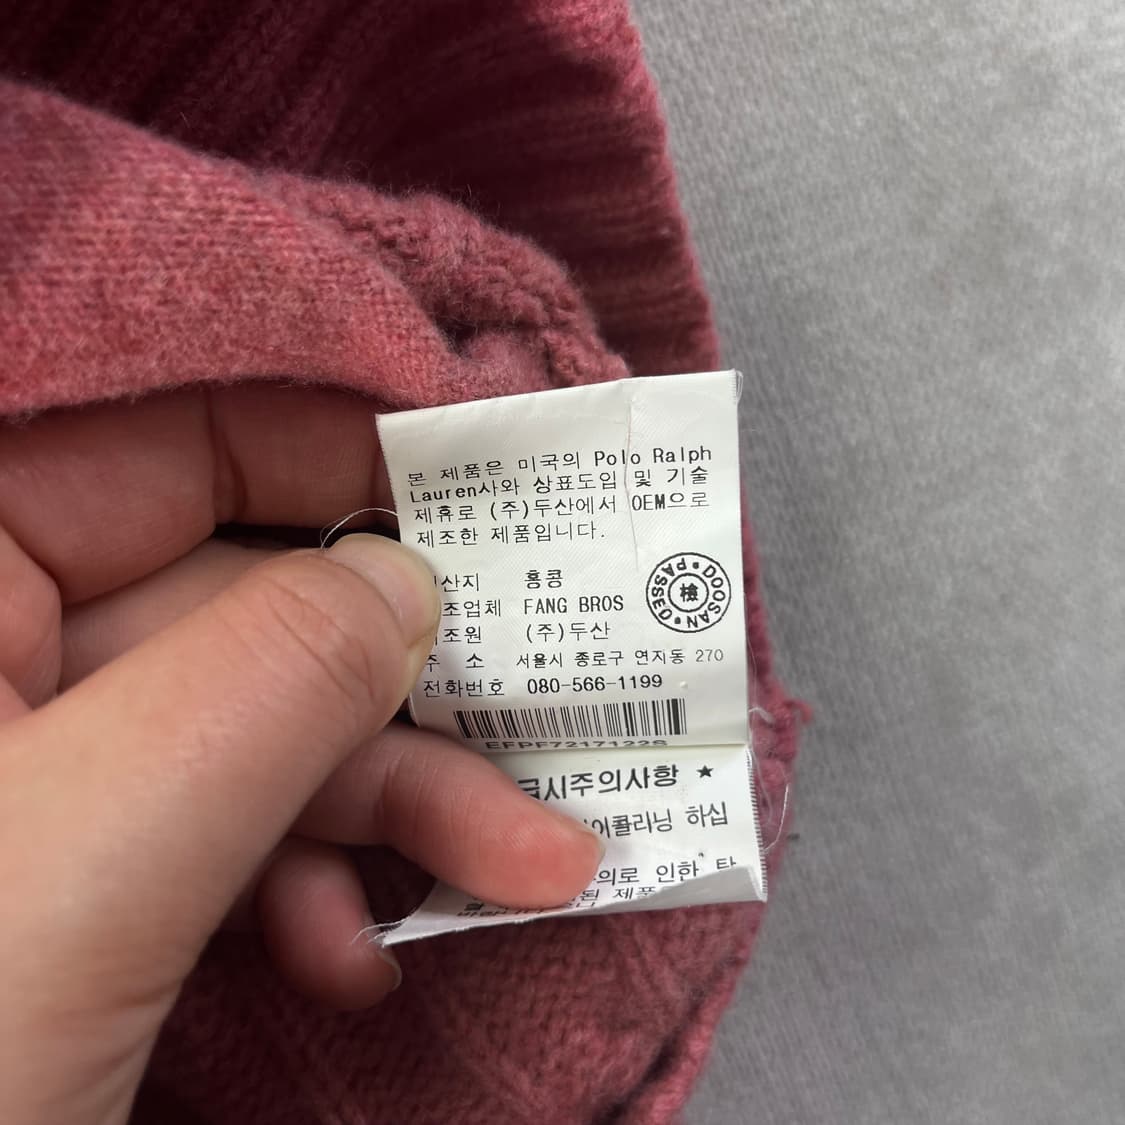 본 제품은 미국의 Polo Ralph
Lauren사와 상표도입 및 기술
제휴로 (주)두산에서 OEM으로
제조한 제품입니다.
산지 홍콩
조업체 FANG BROS
조원 (주)두산
주 소 서울시 종로구 연지동 270
전화번호 080-566-1199
DOOSAN PASSED
檢
EFPF7217122S
급시주의사항 ★
이콜라닝 하십
의로 인한 탁
된 제품